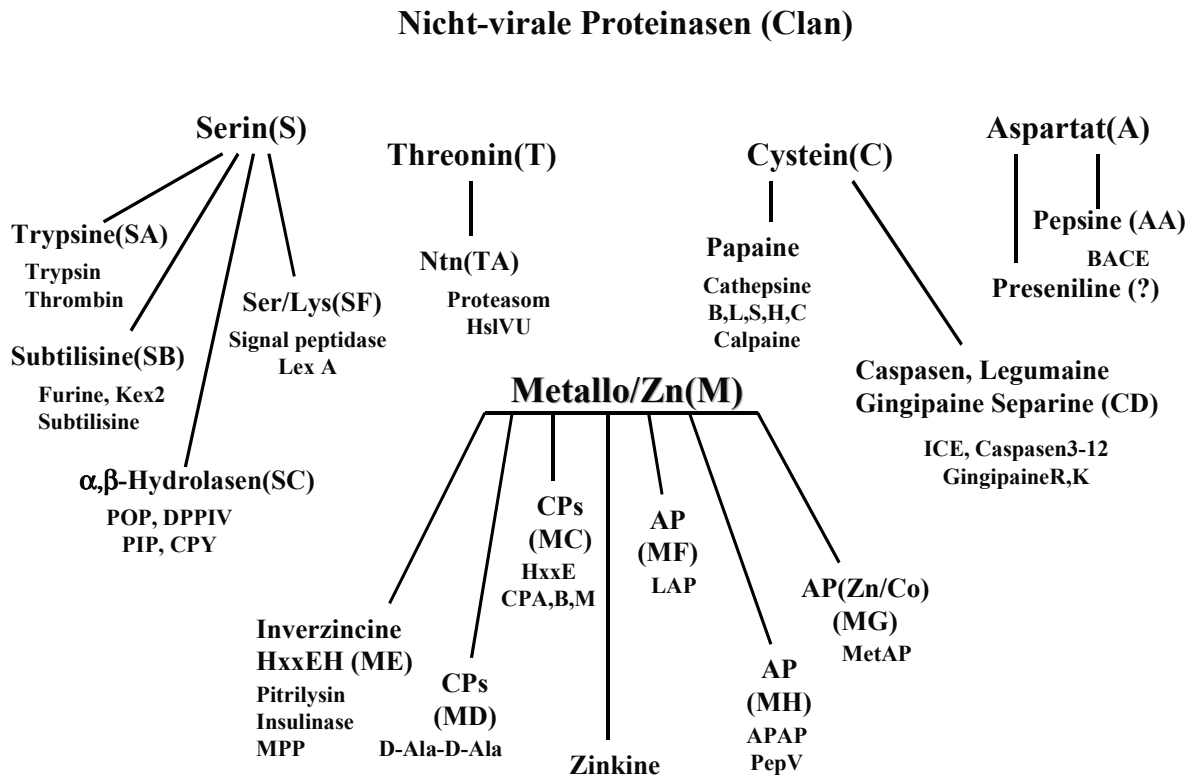 Nicht-virale Proteinasen (Clan)
Serin(S)
Trypsine(SA)
Trypsin
Thrombin
Subtilisine(SB)
Furine, Kex2
Subtilisine
α,β-Hydrolasen(SC)
POP, DPPIV
PIP, CPY
Ser/Lys(SF)
Signal peptidase
Lex A
Threonin(T)
Ntn(TA)
Proteasom
HslVU
Cystein(C)
Papaine
Cathepsine
B,L,S,H,C
Calpaine
Caspasen, Legumaine
Gingipaine Separine (CD)
ICE, Caspasen3-12
GingipaineR,K
Aspartat(A)
Pepsine (AA)
BACE
Preseniline (?)
Metallo/Zn(M)
Inverzincine
HxxEH (ME)
Pitrilysin
Insulinase
MPP
CPs
(MD)
D-Ala-D-Ala
CPs
(MC)
HxxE
CPA,B,M
Zinkine
AP
(MF)
LAP
AP
(MH)
APAP
PepV
AP(Zn/Co)
(MG)
MetAP